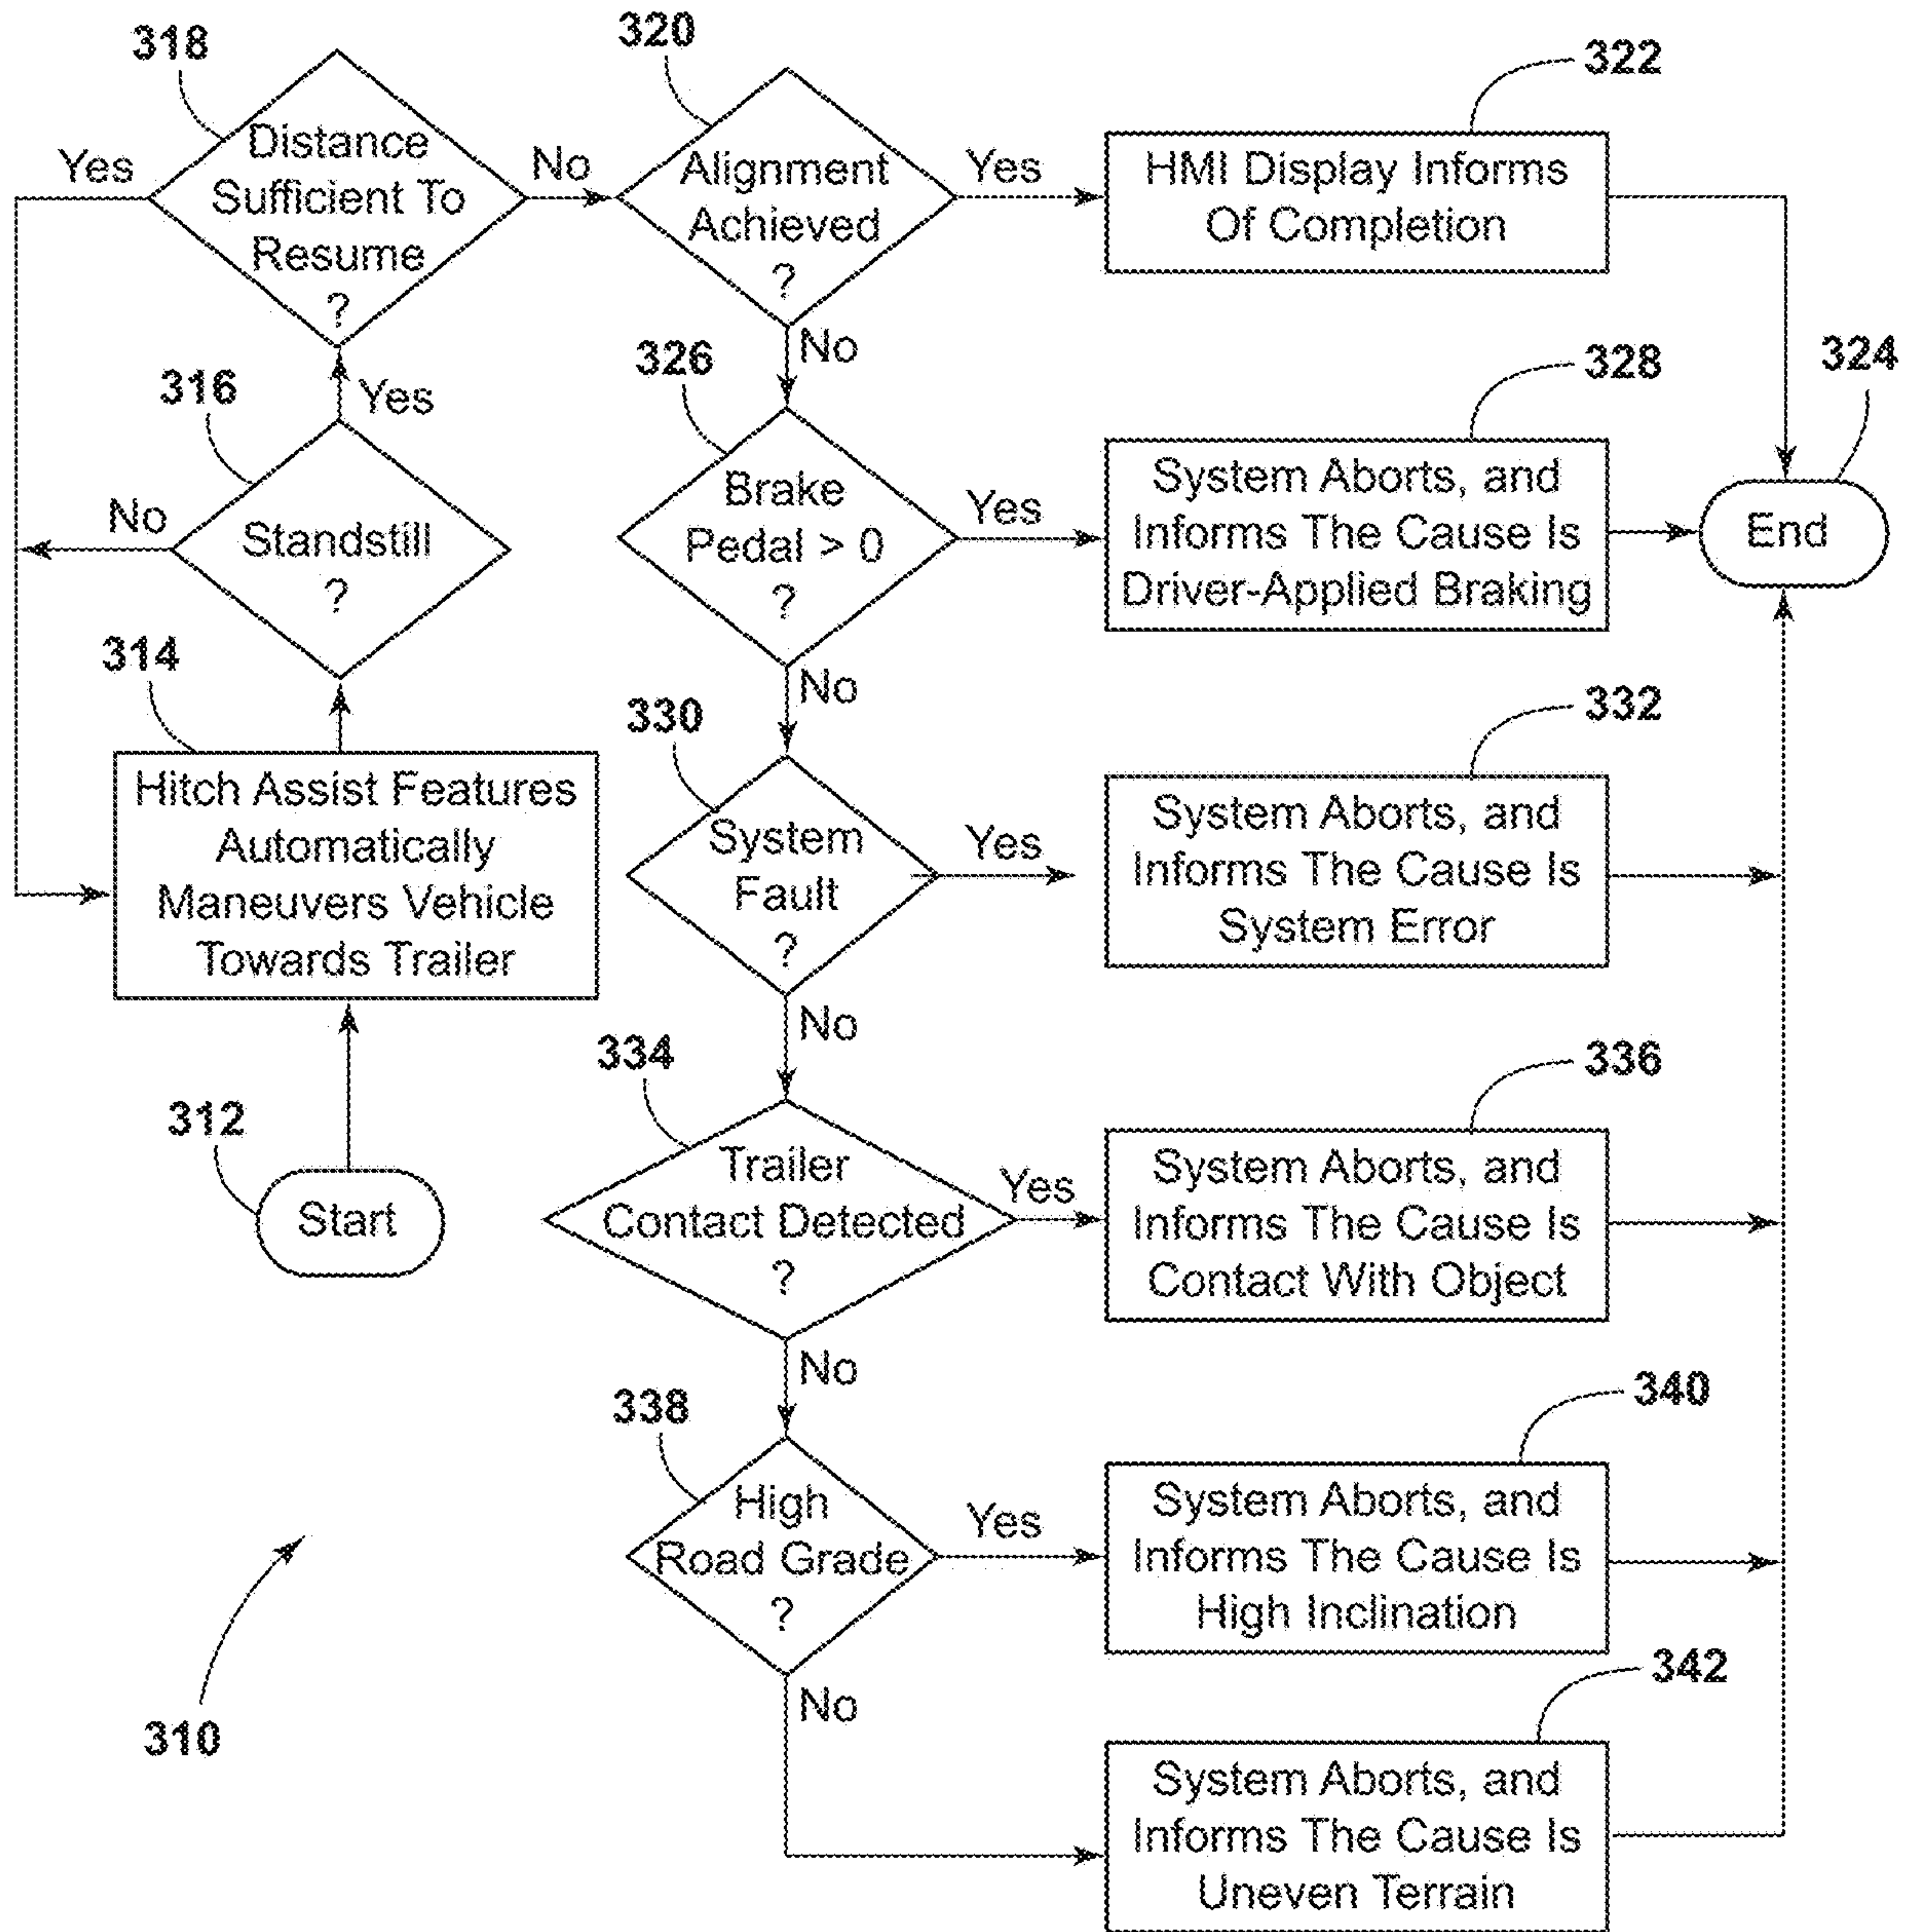 318
Distance
Sufficient To
Resume
?
Yes
No
320
Alignment
Achieved
?
Yes
No
322
HMI Display Informs
Of Completion
316
Standstill
?
Yes
No
326
Brake
Pedal > 0
?
Yes
No
328
System Aborts, and
Informs The Cause Is
Driver-Applied Braking
324
End
314
Hitch Assist Features
Automatically
Maneuvers Vehicle
Towards Trailer
330
System
Fault
?
Yes
No
332
System Aborts, and
Informs The Cause Is
System Error
312
Start
334
Trailer
Contact Detected
?
Yes
No
336
System Aborts, and
Informs The Cause Is
Contact With Object
338
High
Road Grade
?
Yes
No
340
System Aborts, and
Informs The Cause Is
High Inclination
310
342
System Aborts, and
Informs The Cause Is
Uneven Terrain